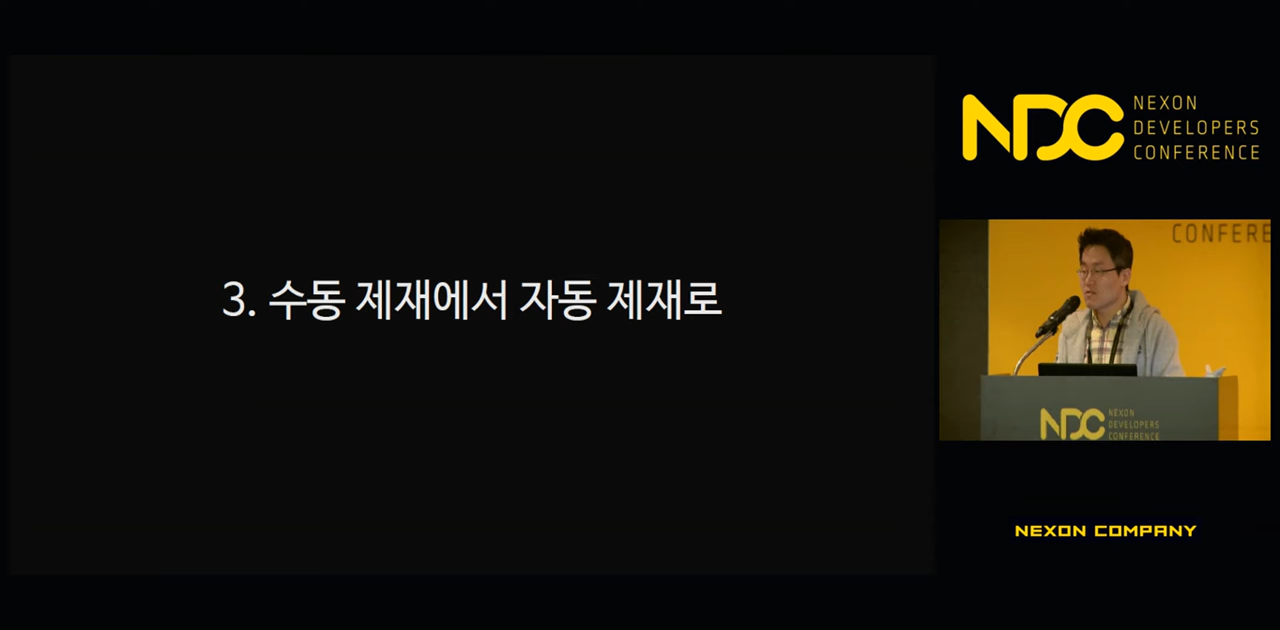 3. 수동 제재에서 자동 제재로
NDC
NEXON
DEVELOPERS
CONFERENCE
CONFERE
NDC
NEXON
DEVELOPERS
CONFERENCE
NEXON COMPANY